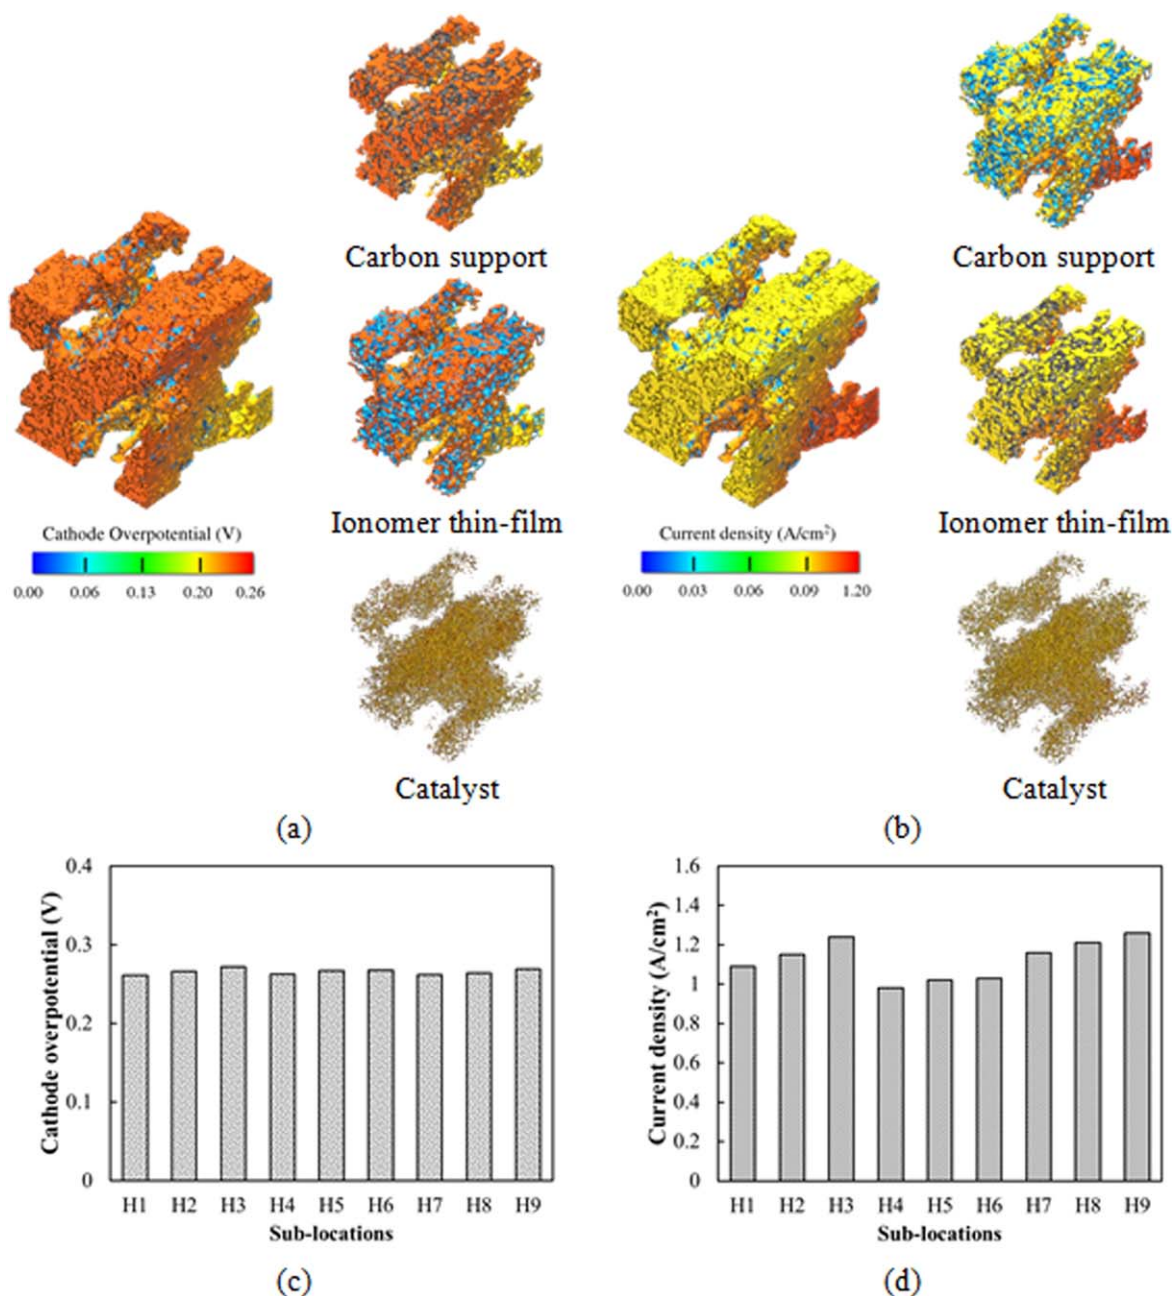 Carbon support
Carbon support
Ionomer thin-film
Ionomer thin-film
Cathode Overpotential (V)
0.00 0.06 0.13 0.20 0.26
Current density (A/cm²)
0.00 0.03 0.06 0.09 1.20
Catalyst
Catalyst
(a)
(b)
Cathode overpotential (V)
0.4
0.3
0.2
0.1
0
H1 H2 H3 H4 H5 H6 H7 H8 H9
Sub-locations
(c)
Current density (A/cm²)
1.6
1.4
1.2
1
0.8
0.6
0.4
0.2
0
H1 H2 H3 H4 H5 H6 H7 H8 H9
Sub-locations
(d)